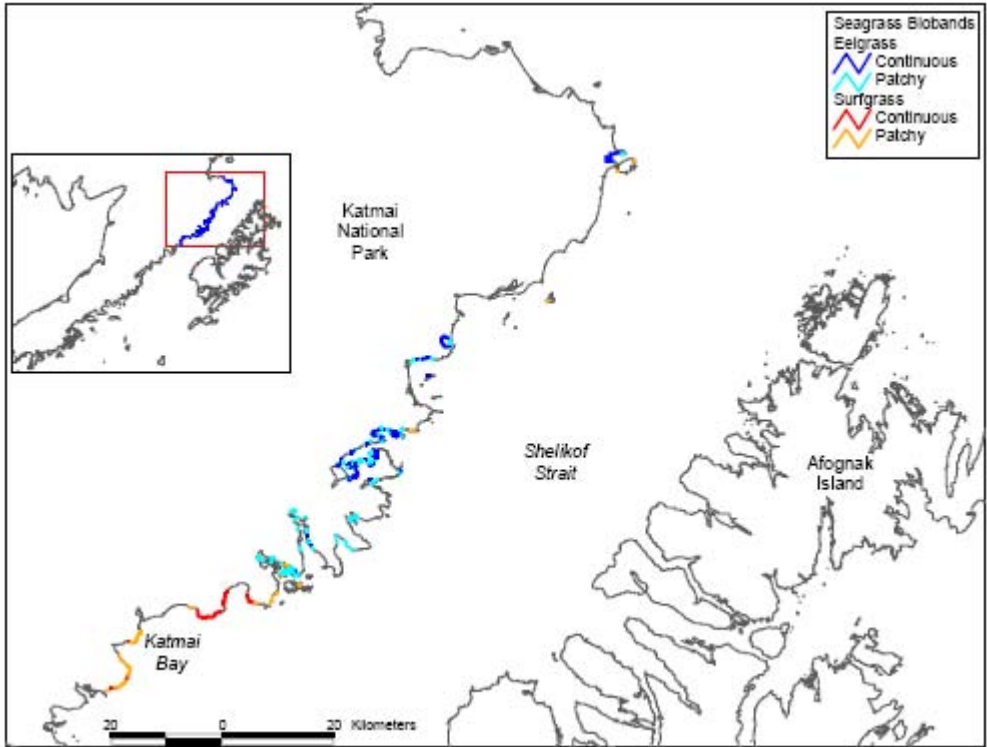 Seagrass Biobands
Eelgrass
Continuous
Patchy
Surfgrass
Continuous
Patchy
Katmai
National
Park
Shelikof
Strait
Afognak
Island
Katmai
Bay
20 0 20 Kilometers